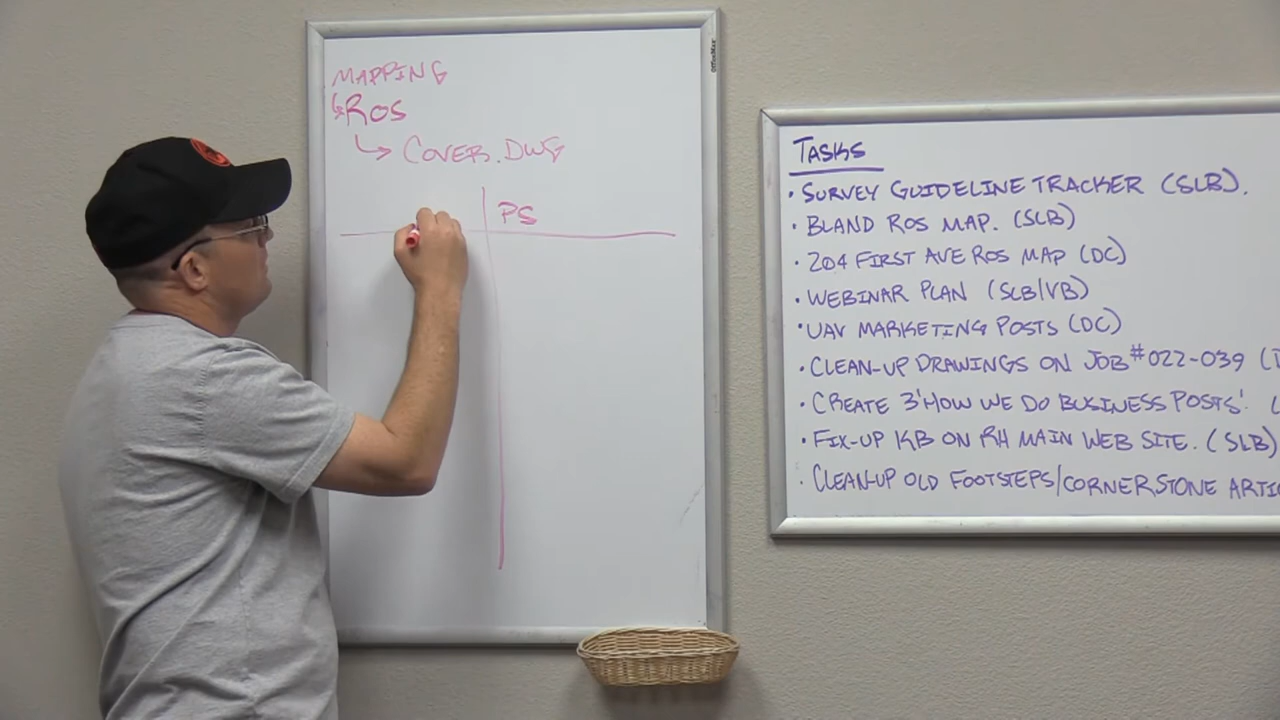 MAPPING
↳ROS
↳ COVER.DWG
PS
OfficeMax
TASKS
• SURVEY GUIDELINE TRACKER (SLB).
• BLAND ROS MAP. (SLB)
• 204 FIRST AVE ROS MAP (DC)
• WEBINAR PLAN (SLB/VB)
• UAV MARKETING POSTS (DC)
• CLEAN-UP DRAWINGS ON JOB #022-039 (
• CREATE 3 'HOW WE DO BUSINESS POSTS'. (
• FIX-UP KB ON RH MAIN WEB SITE. (SLB)
• CLEAN-UP OLD FOOTSTEPS/CORNERSTONE